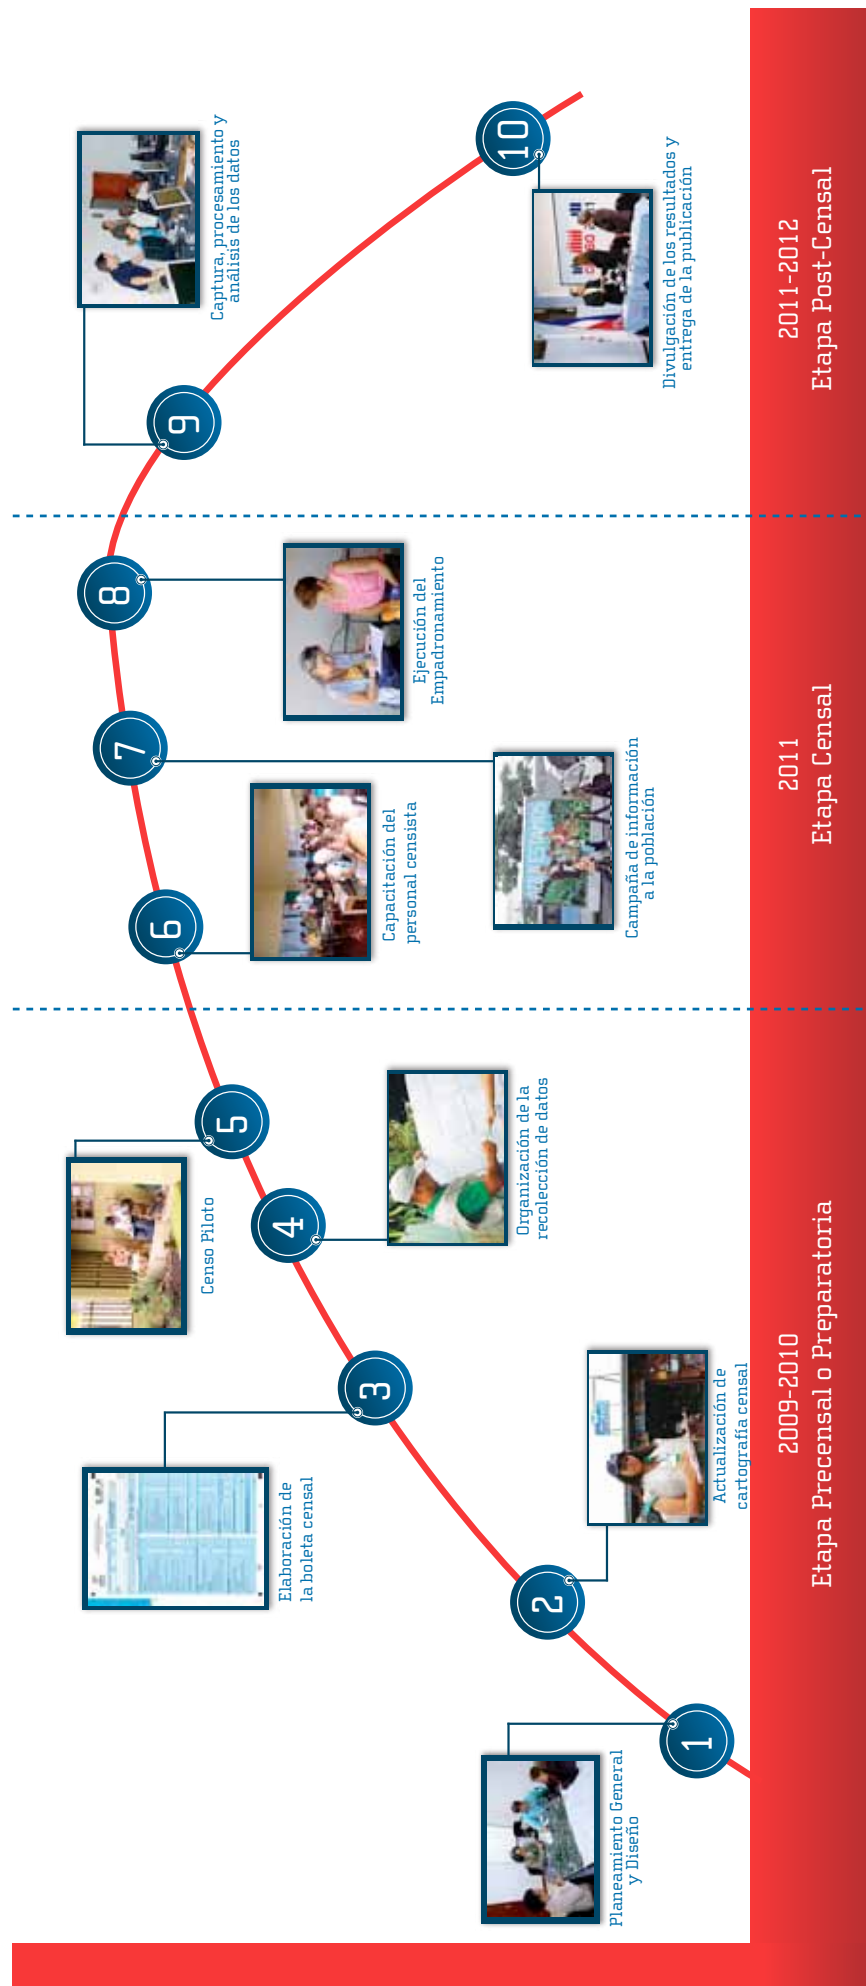 1
Planeamiento General
y Diseño
2
Actualización de
cartografía censal
3
Elaboración de
la boleta censal
4
Organización de la
recolección de datos
5
Censo Piloto
2009-2010
Etapa Precensal o Preparatoria
6
Capacitación del
personal censista
7
Campaña de información
a la población
8
Ejecución del
Empadronamiento
2011
Etapa Censal
9
Captura, procesamiento y
análisis de los datos
10
Divulgación de los resultados y
entrega de la publicación
2011-2012
Etapa Post-Censal